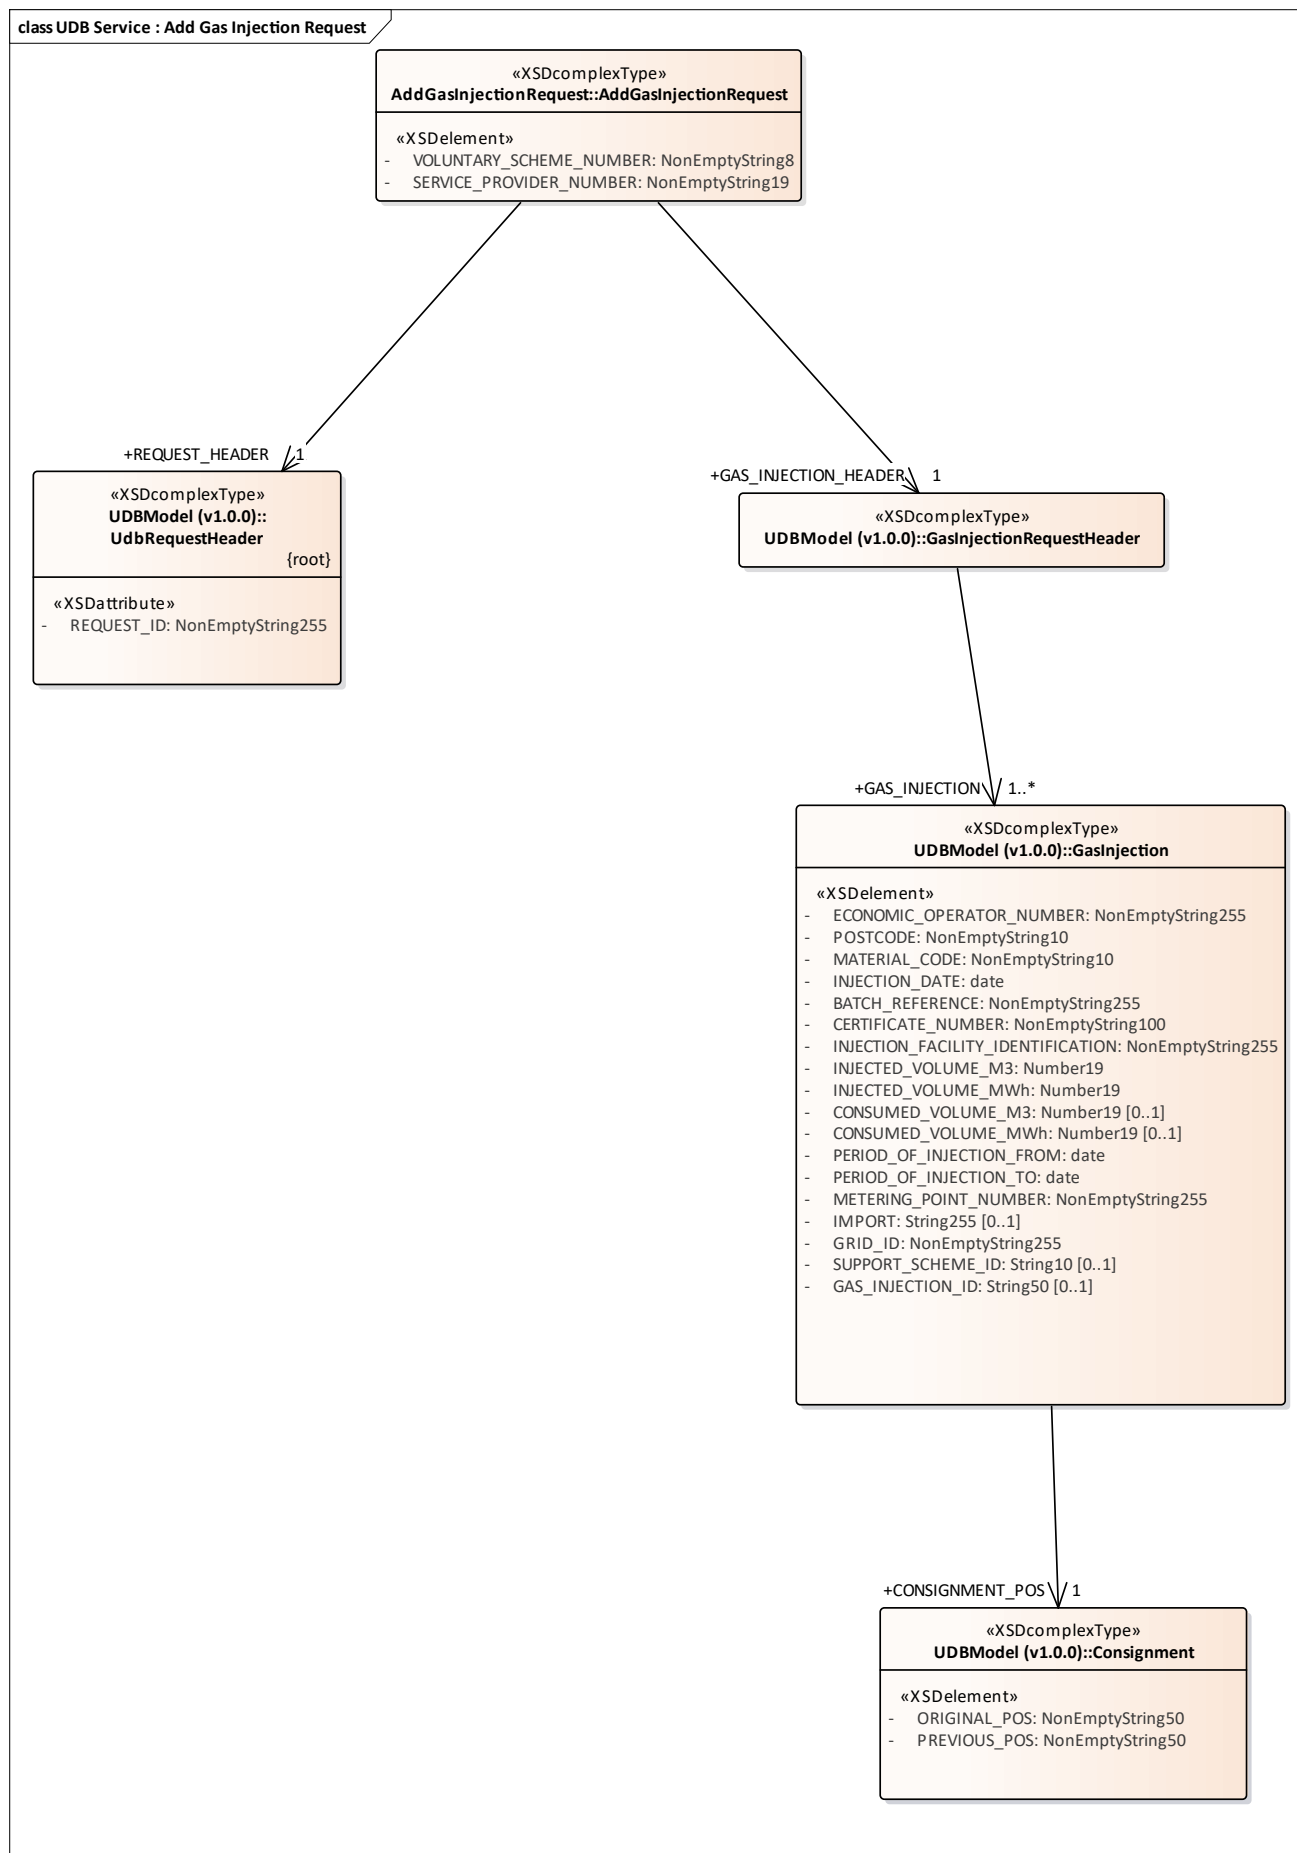 class UDB Service : Add Gas Injection Request
«XSDcomplexType»
AddGasInjectionRequest::AddGasInjectionRequest
«XSDelement»
- VOLUNTARY_SCHEME_NUMBER: NonEmptyString8
- SERVICE_PROVIDER_NUMBER: NonEmptyString19
+REQUEST_HEADER 1
«XSDcomplexType»
UDBModel (v1.0.0)::
UdbRequestHeader
{root}
«XSDattribute»
- REQUEST_ID: NonEmptyString255
+GAS_INJECTION_HEADER 1
«XSDcomplexType»
UDBModel (v1.0.0)::GasInjectionRequestHeader
+GAS_INJECTION 1..*
«XSDcomplexType»
UDBModel (v1.0.0)::GasInjection
«XSDelement»
- ECONOMIC_OPERATOR_NUMBER: NonEmptyString255
- POSTCODE: NonEmptyString10
- MATERIAL_CODE: NonEmptyString10
- INJECTION_DATE: date
- BATCH_REFERENCE: NonEmptyString255
- CERTIFICATE_NUMBER: NonEmptyString100
- INJECTION_FACILITY_IDENTIFICATION: NonEmptyString255
- INJECTED_VOLUME_M3: Number19
- INJECTED_VOLUME_MWh: Number19
- CONSUMED_VOLUME_M3: Number19 [0..1]
- CONSUMED_VOLUME_MWh: Number19 [0..1]
- PERIOD_OF_INJECTION_FROM: date
- PERIOD_OF_INJECTION_TO: date
- METERING_POINT_NUMBER: NonEmptyString255
- IMPORT: String255 [0..1]
- GRID_ID: NonEmptyString255
- SUPPORT_SCHEME_ID: String10 [0..1]
- GAS_INJECTION_ID: String50 [0..1]
+CONSIGNMENT_POS 1
«XSDcomplexType»
UDBModel (v1.0.0)::Consignment
«XSDelement»
- ORIGINAL_POS: NonEmptyString50
- PREVIOUS_POS: NonEmptyString50